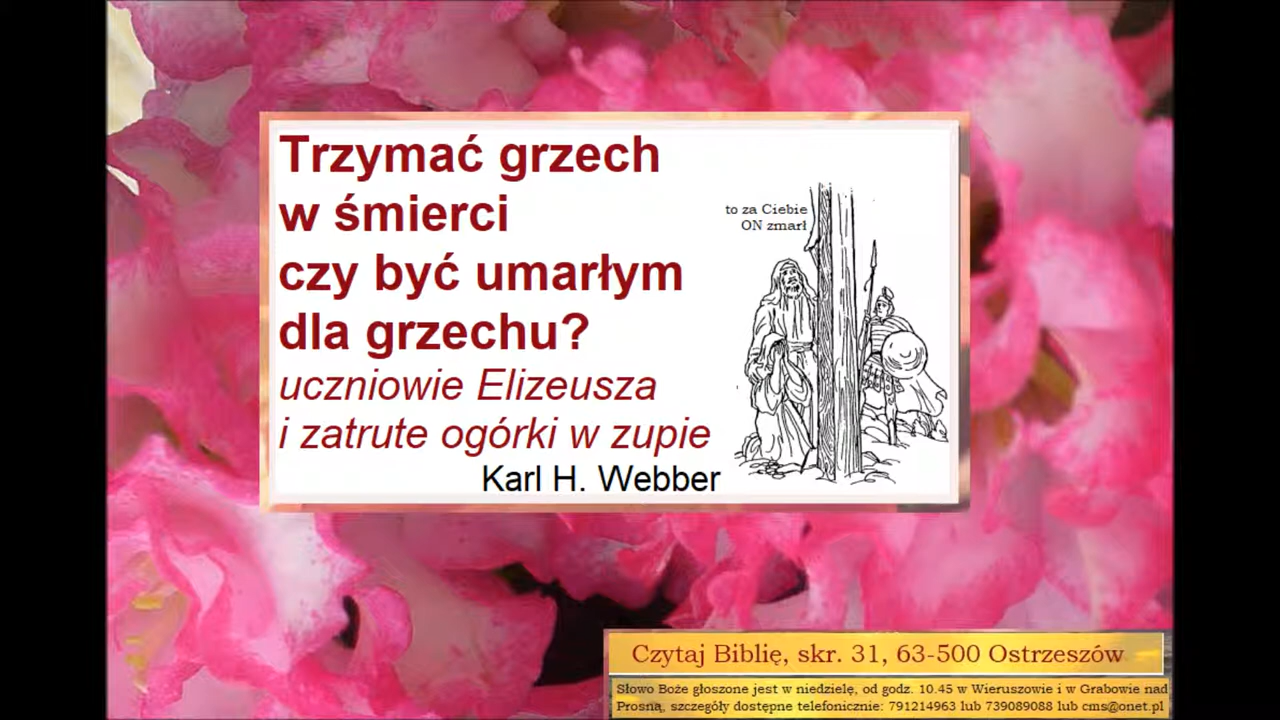 Trzymać grzech
w śmierci
czy być umarłym
dla grzechu?
uczniowie Elizeusza
i zatrute ogórki w zupie
Karl H. Webber
to za Ciebie
ON zmarł
Czytaj Biblię, skr. 31, 63-500 Ostrzeszów
Słowo Boże głoszone jest w niedzielę, od godz. 10.45 w Wieruszowie i w Grabowie nad
Prosną, szczegóły dostępne telefonicznie: 791214963 lub 739089088 lub cms@onet.pl